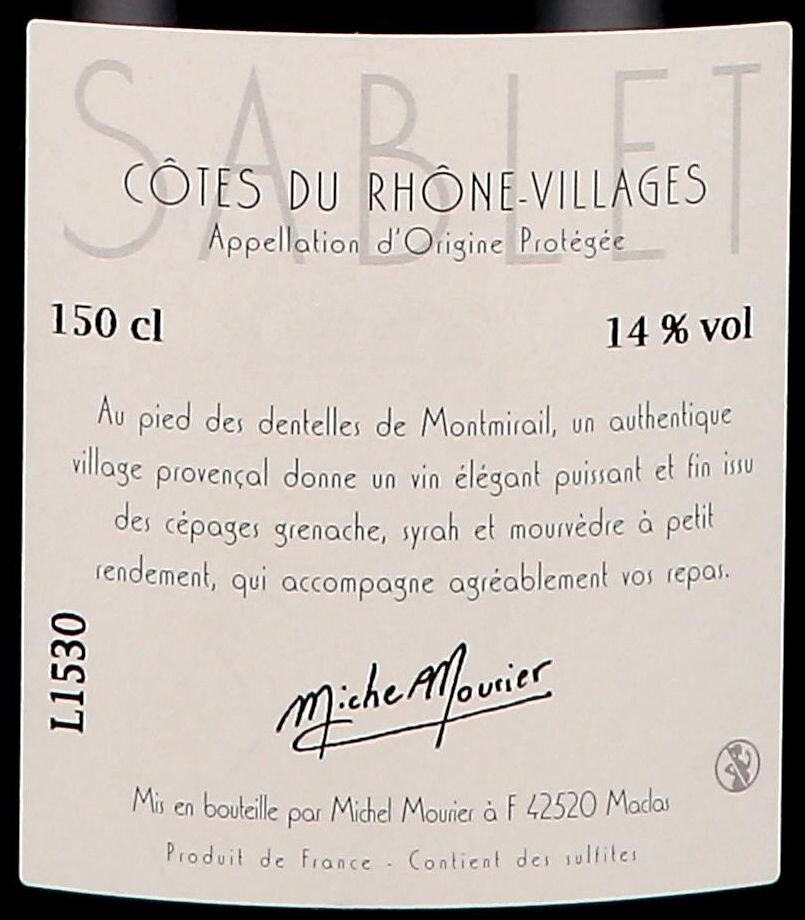 SABLET
CÔTES DU RHÔNE-VILLAGES
Appellation d'Origine Protégée
150 cl
14 % vol
Au pied des dentelles de Montmirail, un authentique
village provençal donne un vin élégant puissant et fin issu
des cépages grenache, syrah et mourvèdre à petit
rendement, qui accompagne agréablement vos repas.
L1530
Michel Mourier
Mis en bouteille par Michel Mourier à F 42520 Maclas
Produit de France - Contient des sulfites